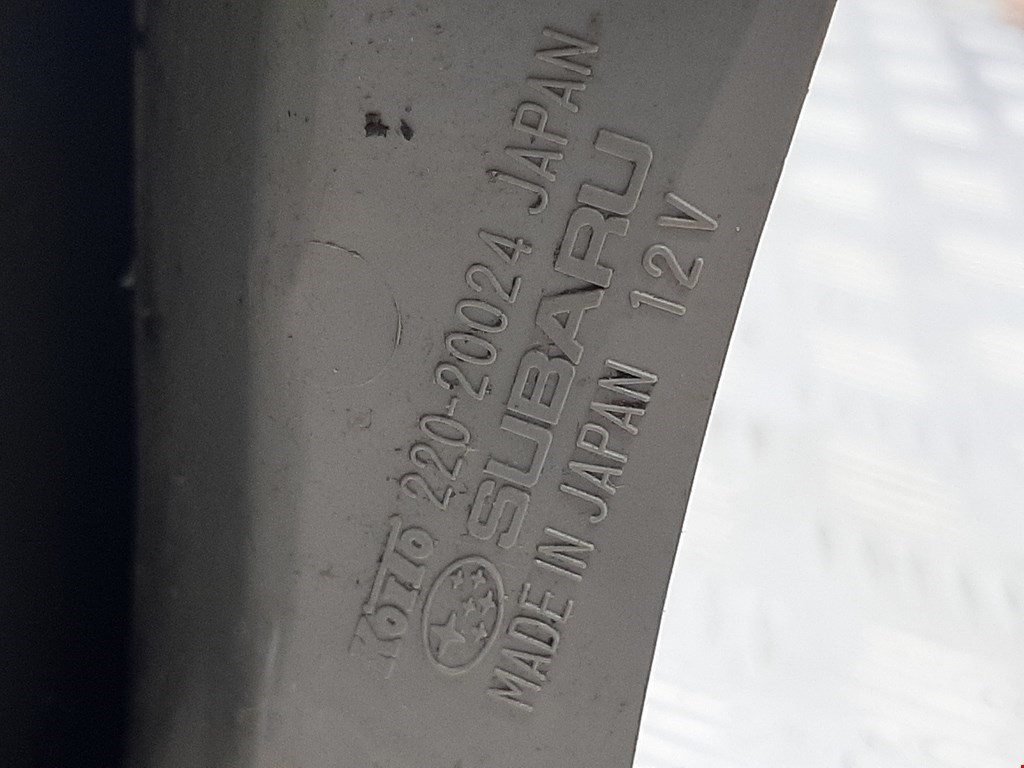 KOITO 220-20024 JAPAN
SUBARU
MADE IN JAPAN 12V